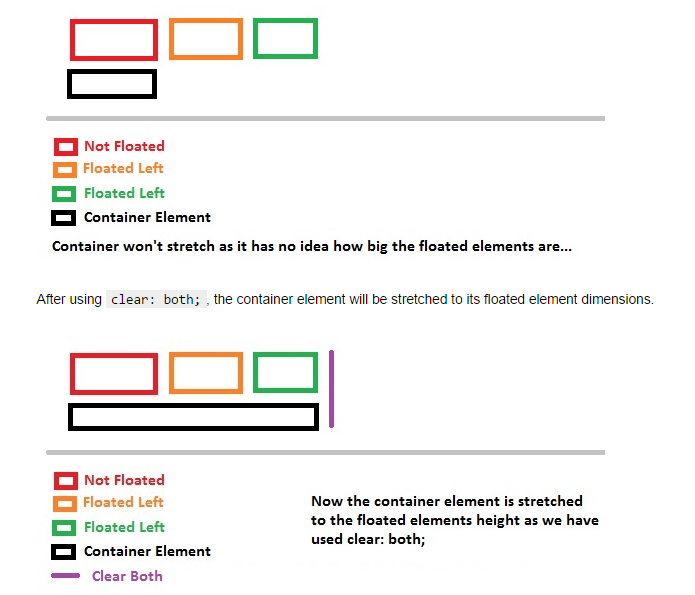 Not Floated
Floated Left
Floated Left
Container Element
Container won't stretch as it has no idea how big the floated elements are...
After using clear: both; , the container element will be stretched to its floated element dimensions.
Not Floated
Floated Left
Floated Left
Container Element
Clear Both
Now the container element is stretched
to the floated elements height as we have
used clear: both;